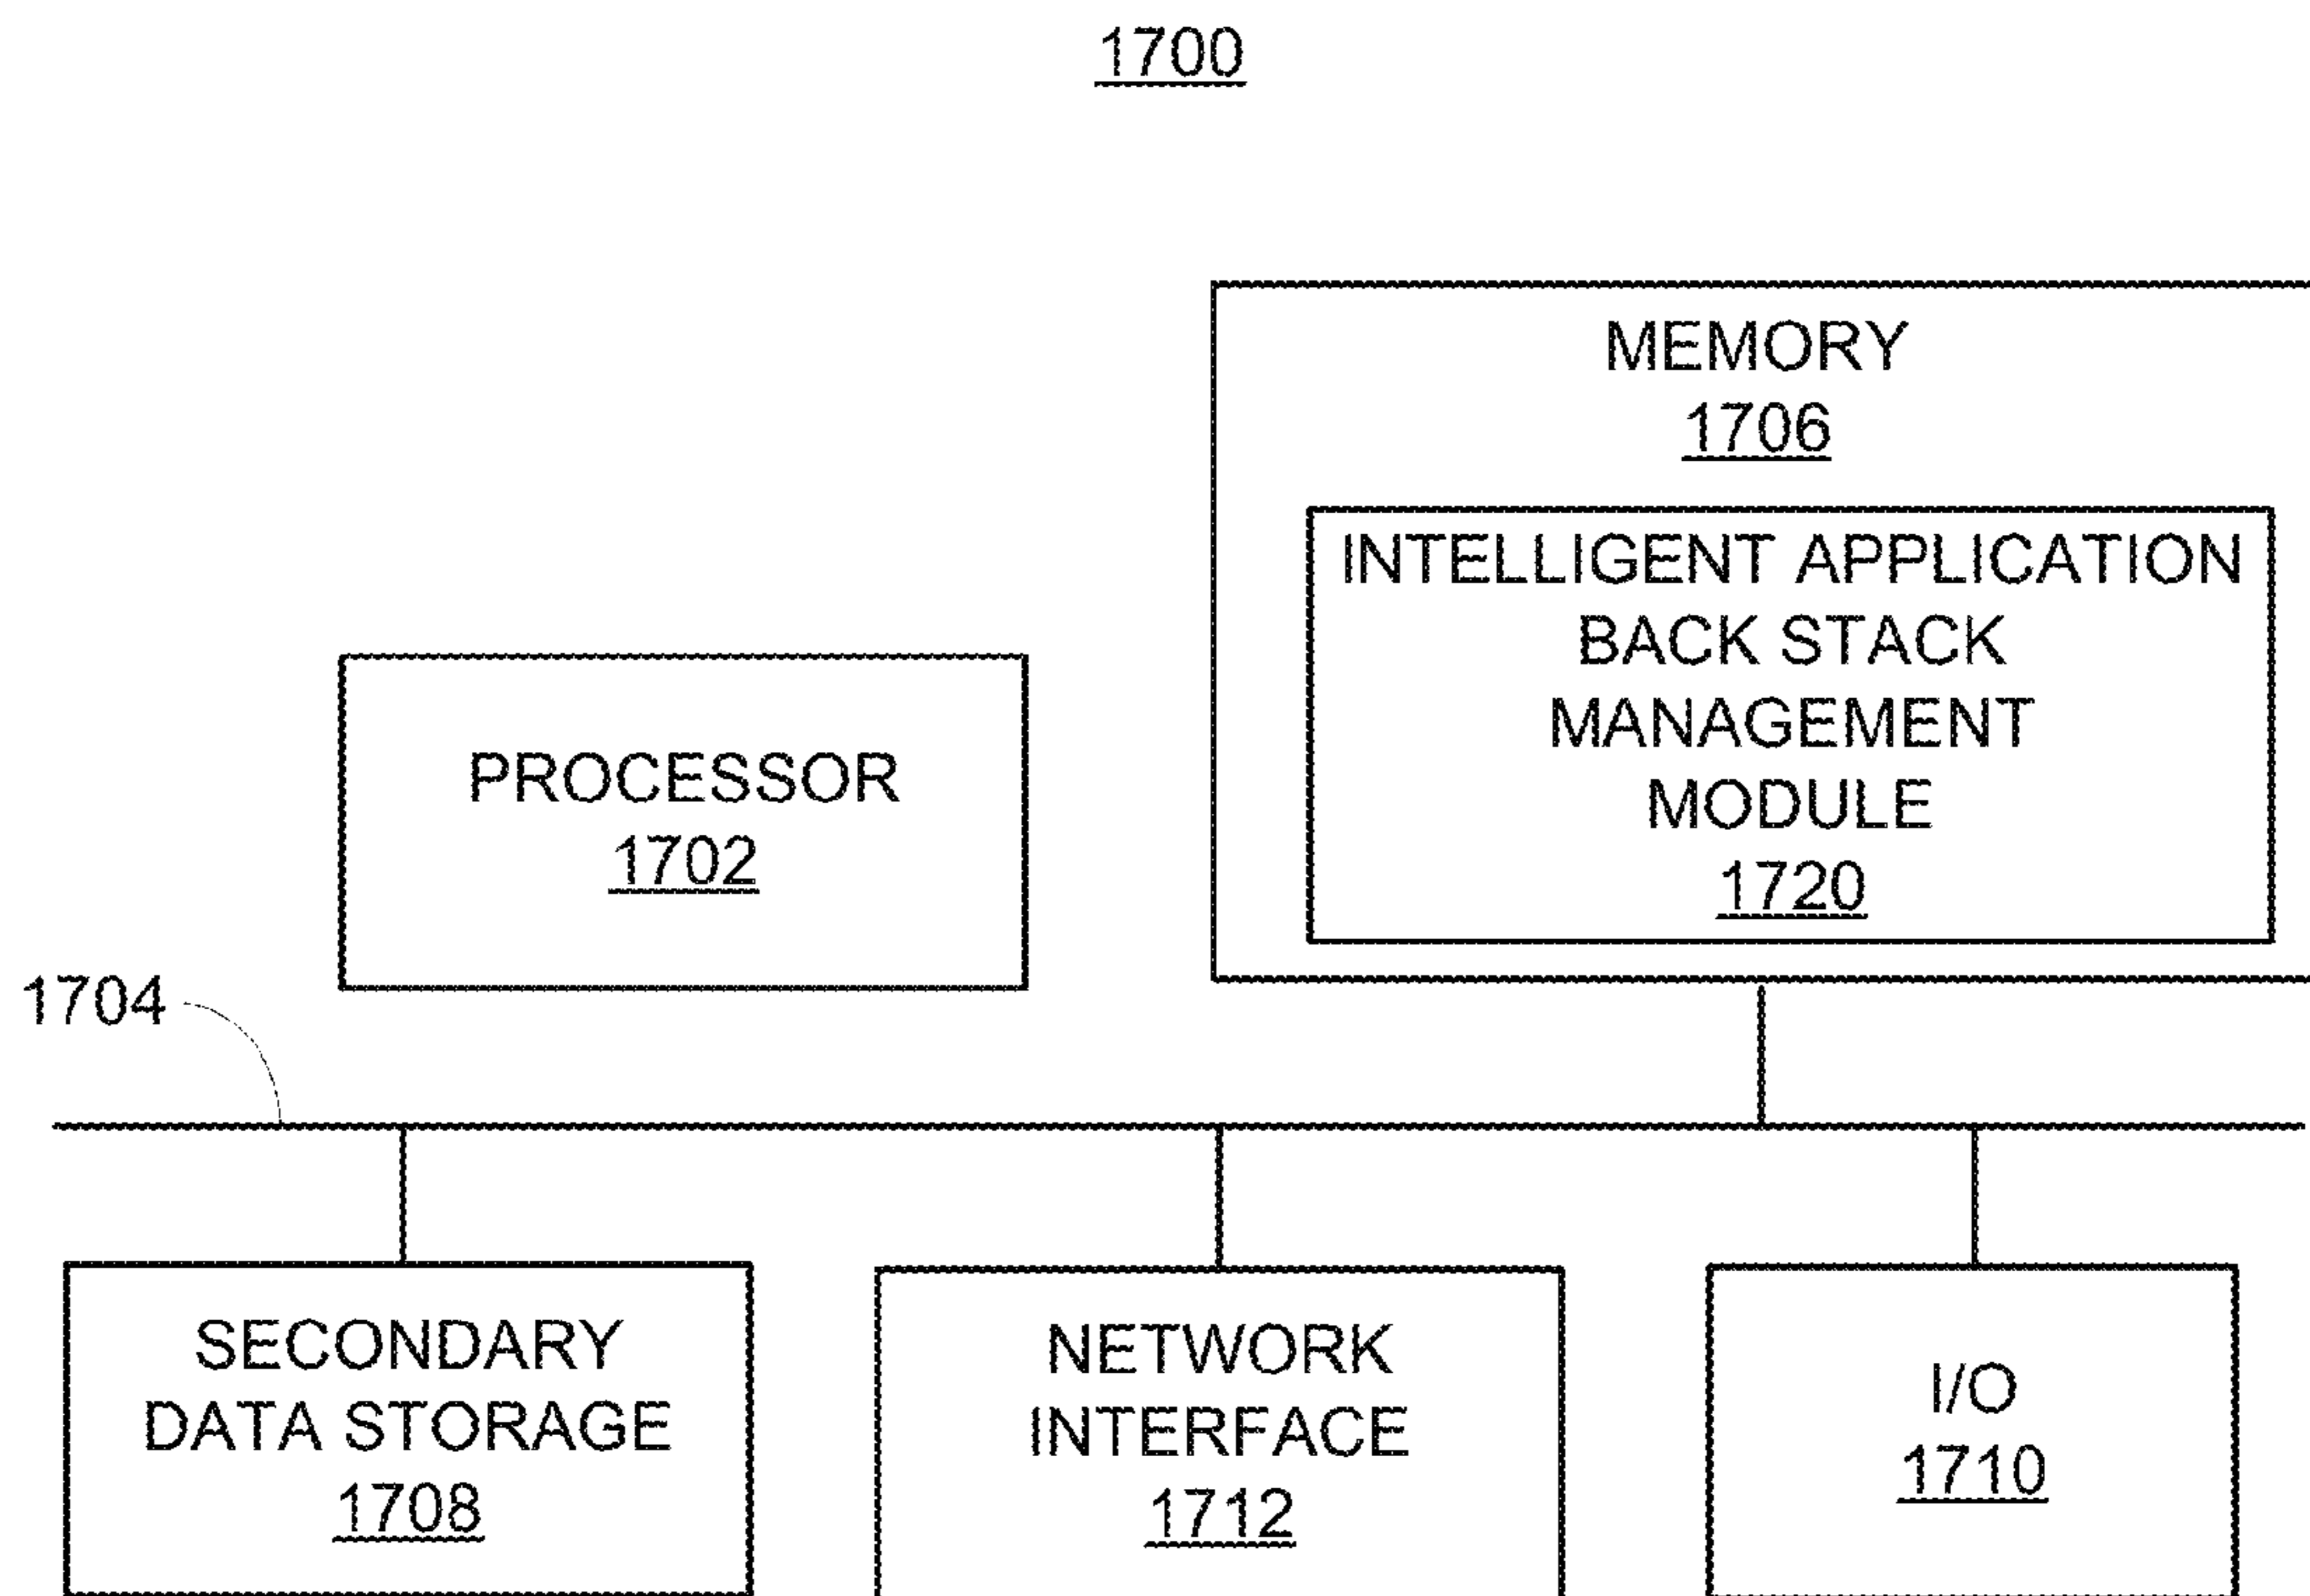 1700
MEMORY
1706
INTELLIGENT APPLICATION
BACK STACK
MANAGEMENT
MODULE
1720
PROCESSOR
1702
1704
SECONDARY
DATA STORAGE
1708
NETWORK
INTERFACE
1712
I/O
1710